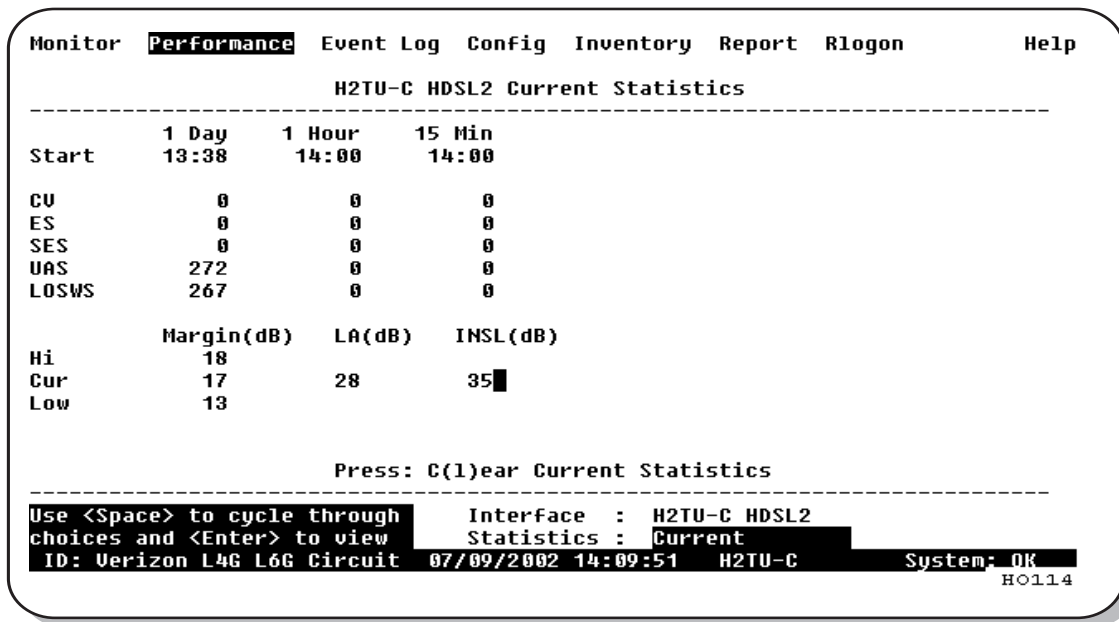 Monitor Performance Event Log Config Inventory Report Rlogon Help
H2TU-C HDSL2 Current Statistics
1 Day 1 Hour 15 Min
Start 13:38 14:00 14:00
CV 0 0 0
ES 0 0 0
SES 0 0 0
UAS 272 0 0
LOSWS 267 0 0
Margin(dB) LA(dB) INSL(dB)
Hi 18
Cur 17 28 35
Low 13
Press: C(l)ear Current Statistics
Use <Space> to cycle through Interface : H2TU-C HDSL2
choices and <Enter> to view Statistics : Current
ID: Verizon L4G L6G Circuit 07/09/2002 14:09:51 H2TU-C System: OK
HO114